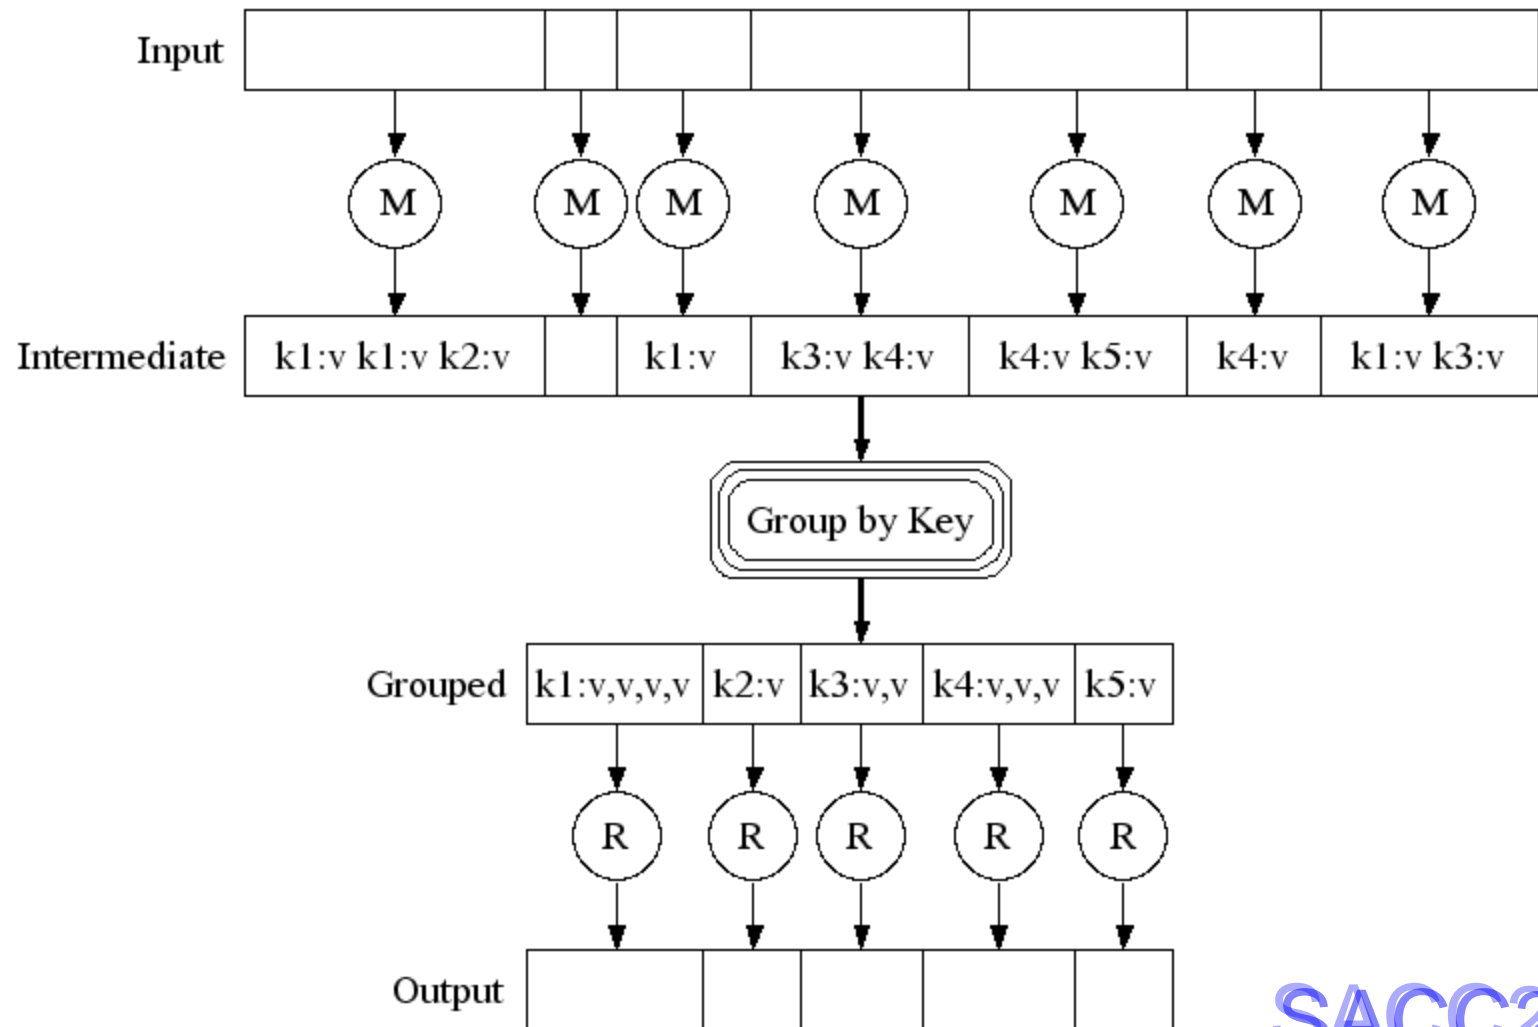 Input
M M M M M M M
Intermediate k1:v k1:v k2:v k1:v k3:v k4:v k4:v k5:v k4:v k1:v k3:v
Group by Key
Grouped k1:v,v,v,v k2:v k3:v,v k4:v,v,v k5:v
R R R R R
Output